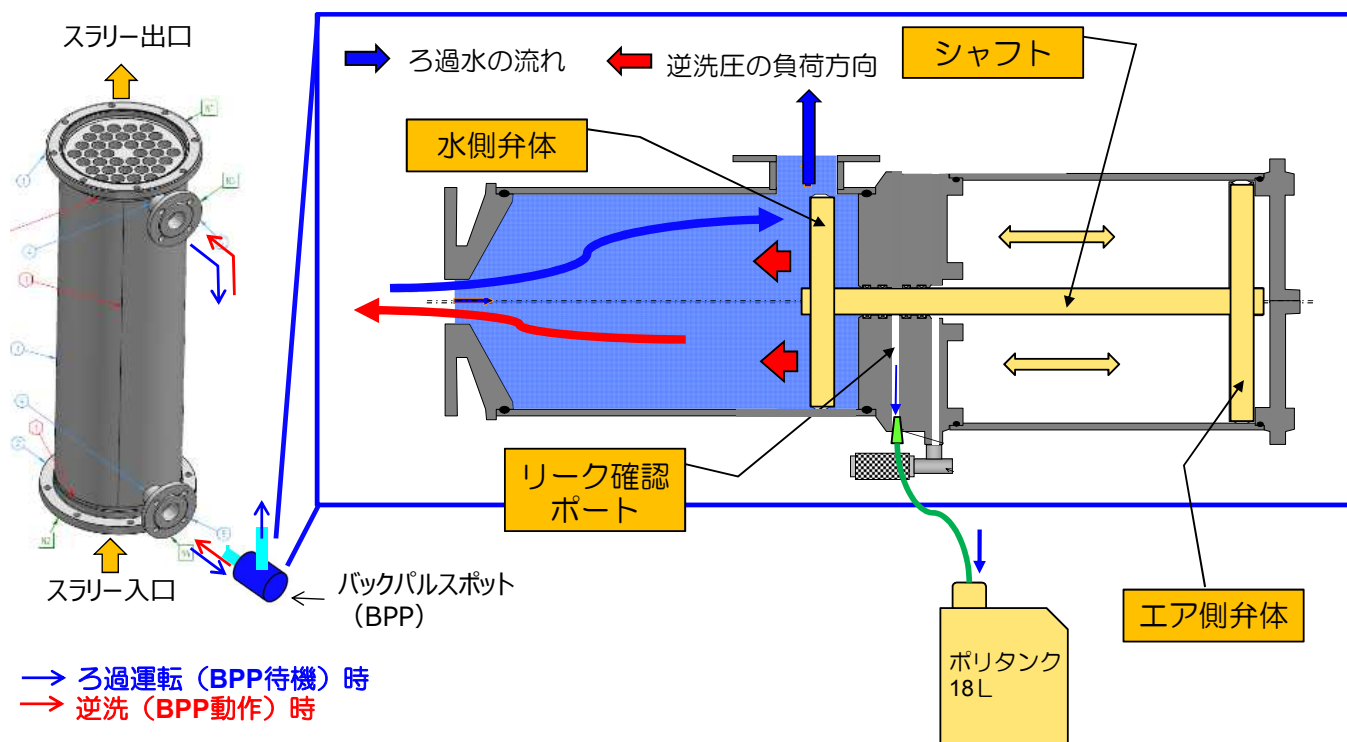 スラリー出口
ろ過水の流れ
逆洗圧の負荷方向
シャフト
水側弁体
リーク確認
ポート
エア側弁体
スラリー入口
バックパルスポット
(BPP)
ポリタンク
18L
ろ過運転(BPP待機)時
逆洗(BPP動作)時